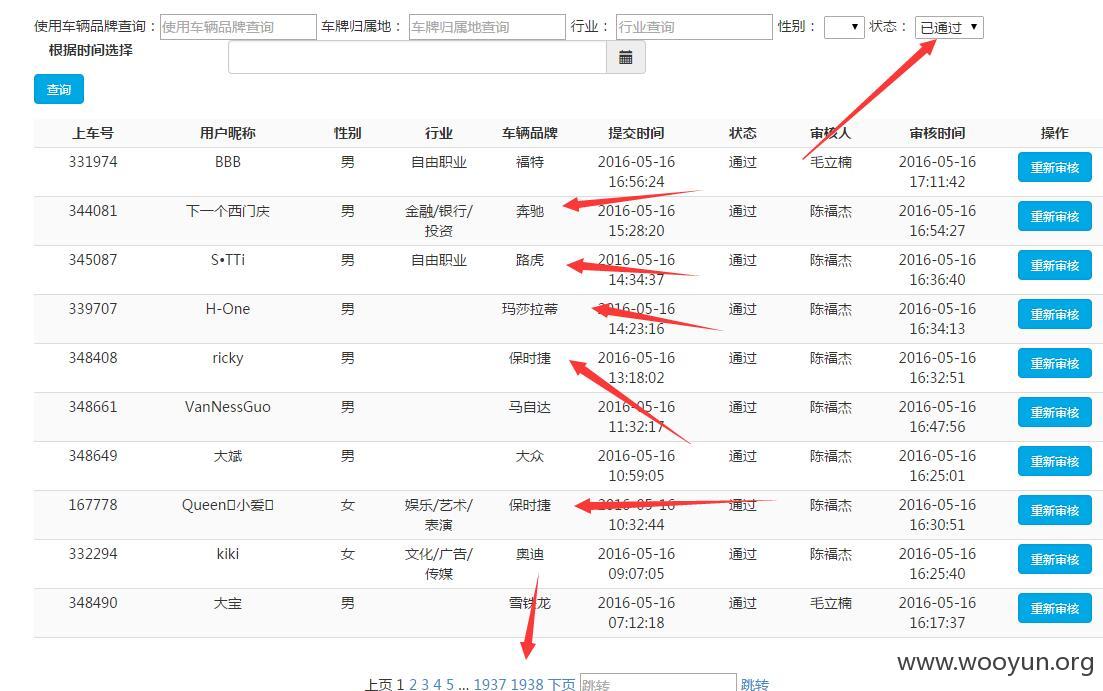 使用车辆品牌查询： 使用车辆品牌查询 车牌归属地： 车牌归属地查询 行业： 行业查询 性别： 状态： 已通过
根据时间选择
查询
上车号 用户昵称 性别 行业 车辆品牌 提交时间 状态 审核人 审核时间 操作
331974 BBB 男 自由职业 福特 2016-05-16 通过 毛立楠 2016-05-16 重新审核
16:56:24 17:11:42
344081 下一个西门庆 男 金融/银行/ 奔驰 2016-05-16 通过 陈福杰 2016-05-16 重新审核
投资 15:28:20 16:54:27
345087 S•TTi 男 自由职业 路虎 2016-05-16 通过 陈福杰 2016-05-16 重新审核
14:34:37 16:36:40
339707 H-One 男 玛莎拉蒂 2016-05-16 通过 陈福杰 2016-05-16 重新审核
14:23:16 16:34:13
348408 ricky 男 保时捷 2016-05-16 通过 陈福杰 2016-05-16 重新审核
13:18:02 16:32:51
348661 VanNessGuo 男 马自达 2016-05-16 通过 陈福杰 2016-05-16 重新审核
11:32:17 16:47:56
348649 大斌 男 大众 2016-05-16 通过 陈福杰 2016-05-16 重新审核
10:59:05 16:25:01
167778 Queen▯小爱▯ 女 娱乐/艺术/ 保时捷 2016-05-16 通过 陈福杰 2016-05-16 重新审核
表演 10:32:44 16:30:51
332294 kiki 女 文化/广告/ 奥迪 2016-05-16 通过 陈福杰 2016-05-16 重新审核
传媒 09:07:05 16:25:40
348490 大宝 男 雪铁龙 2016-05-16 通过 毛立楠 2016-05-16 重新审核
07:12:18 16:17:37
www.wooyun.org
上页 1 2 3 4 5 ... 1937 1938 下页 跳转 跳转